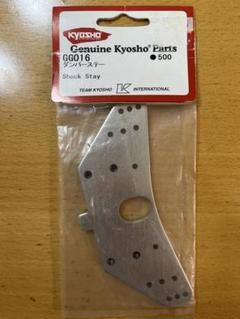 KYOSHO
Genuine Kyosho Parts
GG016
●500
ダンパーステー
Shock Stay
TEAM KYOSHO K INTERNATIONAL